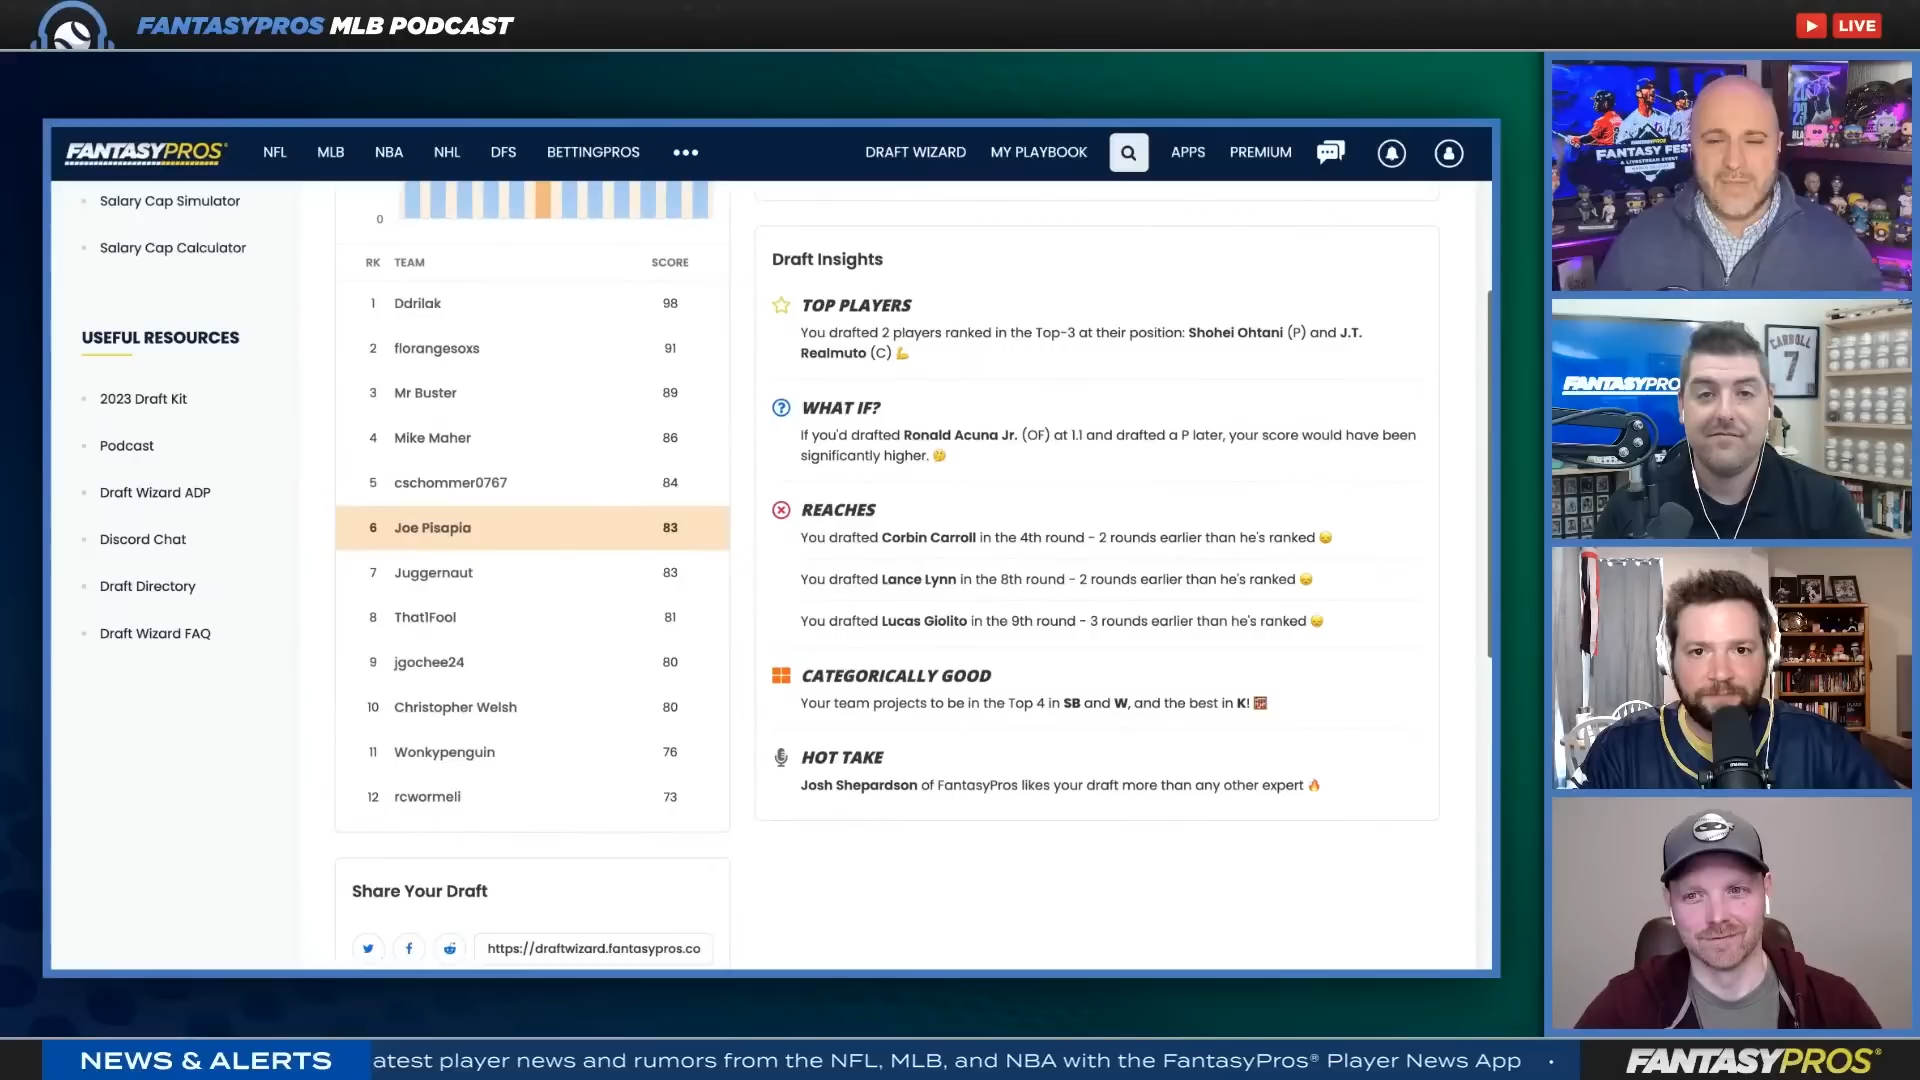 FANTASYPROS MLB PODCAST
LIVE
FANTASYPROS
NFL
MLB
NBA
NHL
DFS
BETTINGPROS
DRAFT WIZARD
MY PLAYBOOK
APPS
PREMIUM
Salary Cap Simulator
Salary Cap Calculator
USEFUL RESOURCES
2023 Draft Kit
Podcast
Draft Wizard ADP
Discord Chat
Draft Directory
Draft Wizard FAQ
0
RK TEAM SCORE
1 Ddrilak 98
2 florangesoxs 91
3 Mr Buster 89
4 Mike Maher 86
5 cschommer0767 84
6 Joe Pisapia 83
7 Juggernaut 83
8 That1Fool 81
9 jgochee24 80
10 Christopher Welsh 80
11 Wonkypenguin 76
12 rcwormeli 73
Share Your Draft
https://draftwizard.fantasypros.co
Draft Insights
TOP PLAYERS
You drafted 2 players ranked in the Top-3 at their position: Shohei Ohtani (P) and J.T.
Realmuto (C) 💪
WHAT IF?
If you'd drafted Ronald Acuna Jr. (OF) at 1.1 and drafted a P later, your score would have been
significantly higher. 🤔
REACHES
You drafted Corbin Carroll in the 4th round - 2 rounds earlier than he's ranked 😞
You drafted Lance Lynn in the 8th round - 2 rounds earlier than he's ranked 😞
You drafted Lucas Giolito in the 9th round - 3 rounds earlier than he's ranked 😞
CATEGORICALLY GOOD
Your team projects to be in the Top 4 in SB and W, and the best in K!
HOT TAKE
Josh Shepardson of FantasyPros likes your draft more than any other expert 🔥
FANTASY FES
& LIVESTREAM EVENT
FANTASYPRO
CARROLL
7
NEWS & ALERTS
atest player news and rumors from the NFL, MLB, and NBA with the FantasyPros® Player News App •
FANTASYPROS®